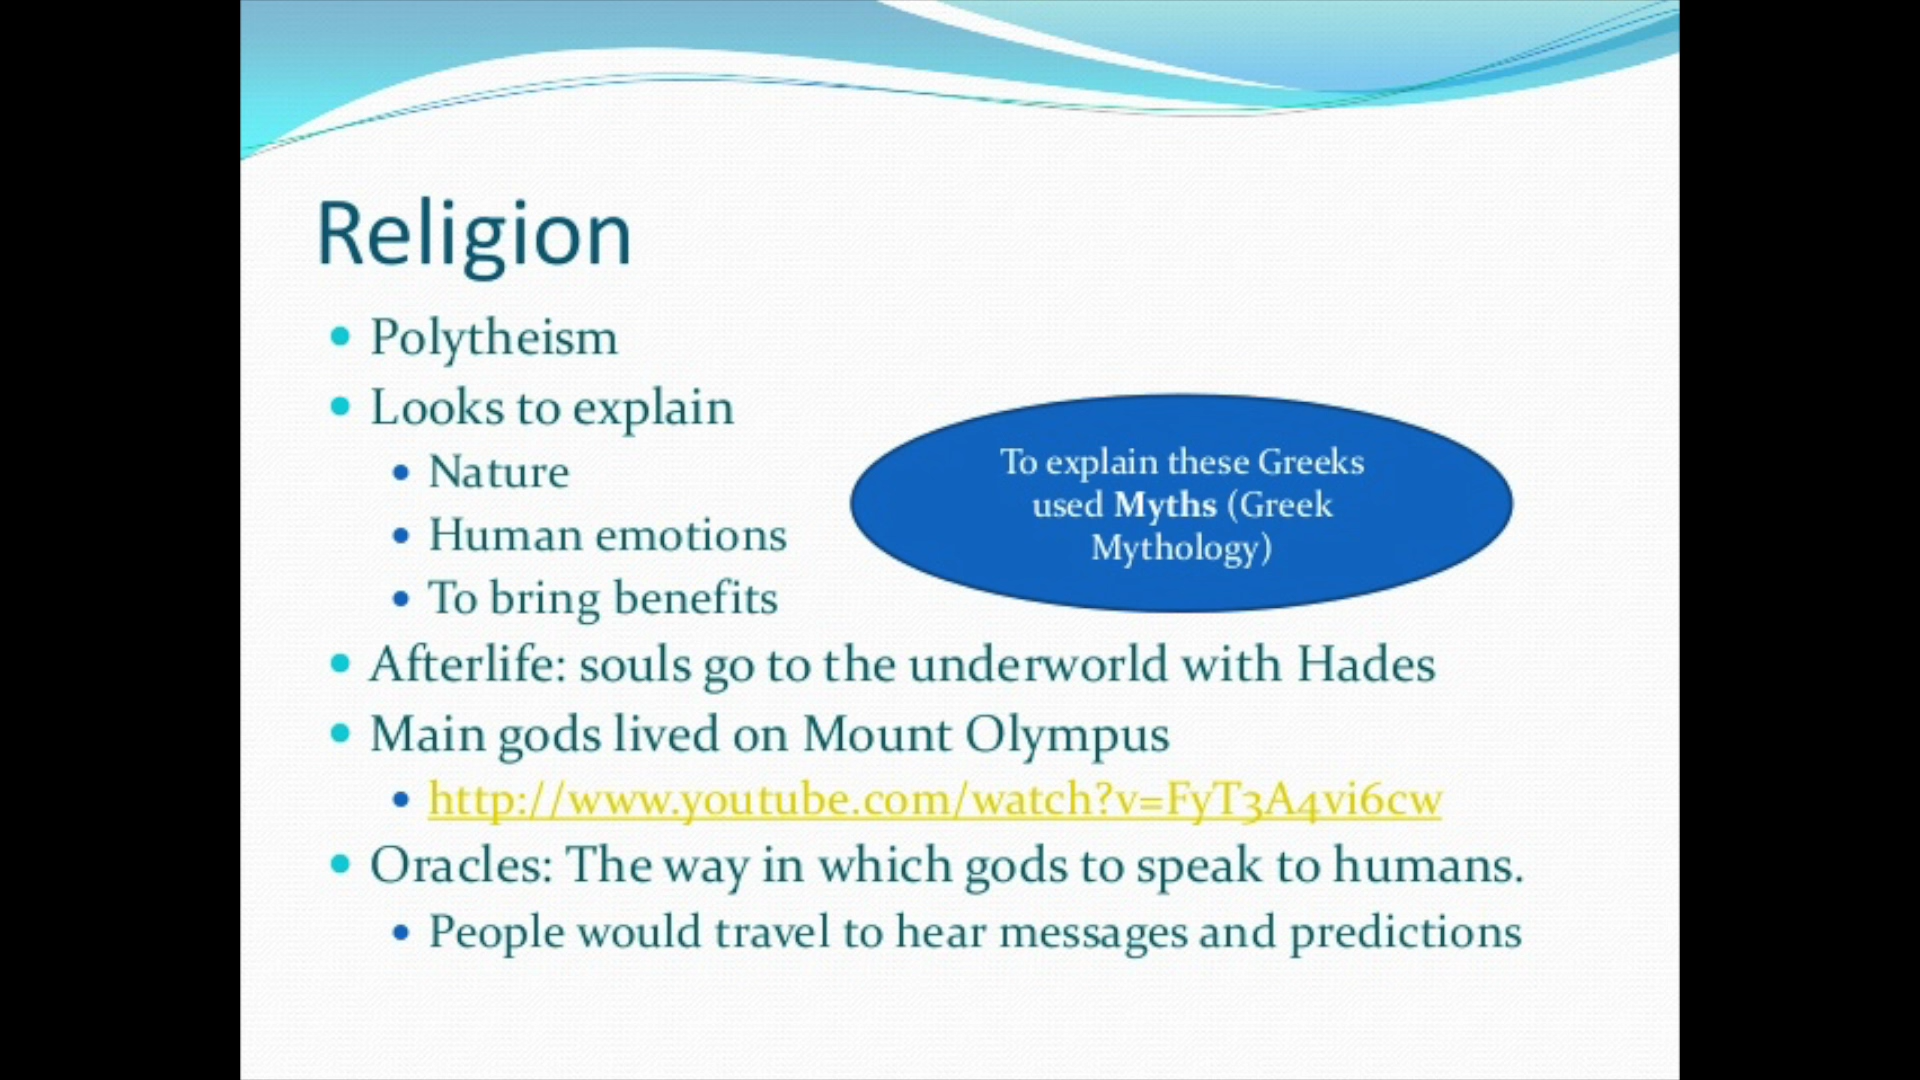 Religion
Polytheism
Looks to explain
Nature
Human emotions
To bring benefits
To explain these Greeks
used Myths (Greek
Mythology)
Afterlife: souls go to the underworld with Hades
Main gods lived on Mount Olympus
http://www.youtube.com/watch?v=FyT3A4vi6cw
Oracles: The way in which gods to speak to humans.
People would travel to hear messages and predictions